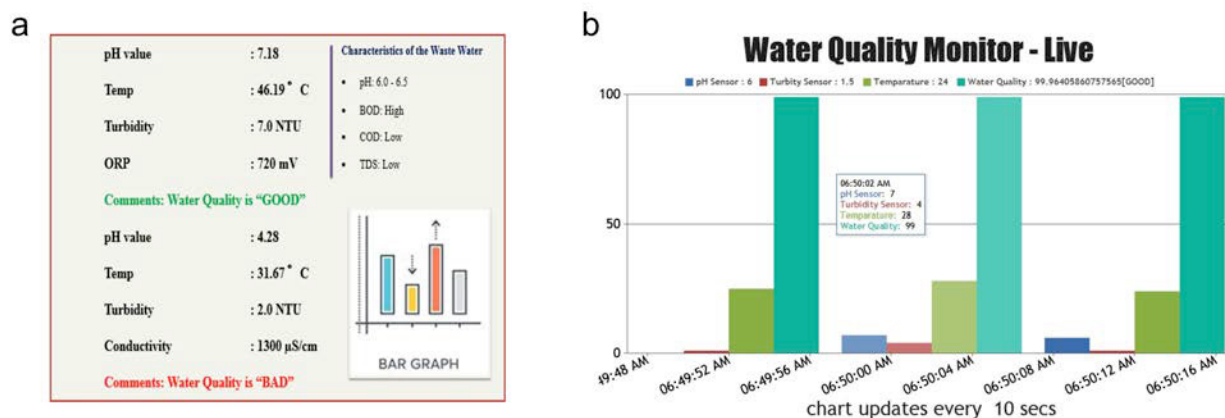 a
pH value : 7.18
Temp : 46.19° C
Turbidity : 7.0 NTU
ORP : 720 mV
Comments: Water Quality is “GOOD”
pH value : 4.28
Temp : 31.67° C
Turbidity : 2.0 NTU
Conductivity : 1300 µS/cm
Comments: Water Quality is “BAD”
Characteristics of the Waste Water
• pH: 6.0 - 6.5
• BOD: High
• COD: Low
• TDS: Low
BAR GRAPH
b
Water Quality Monitor - Live
pH Sensor : 6 Turbity Sensor : 1.5 Temparature : 24 Water Quality : 99.96405860757565[GOOD]
100
50
0
06:50:02 AM
pH Sensor: 7
Turbidity Sensor: 4
Temparature: 28
Water Quality: 99
49:48 AM
06:49:52 AM
06:49:56 AM
06:50:00 AM
06:50:04 AM
06:50:08 AM
06:50:12 AM
06:50:16 AM
chart updates every 10 secs